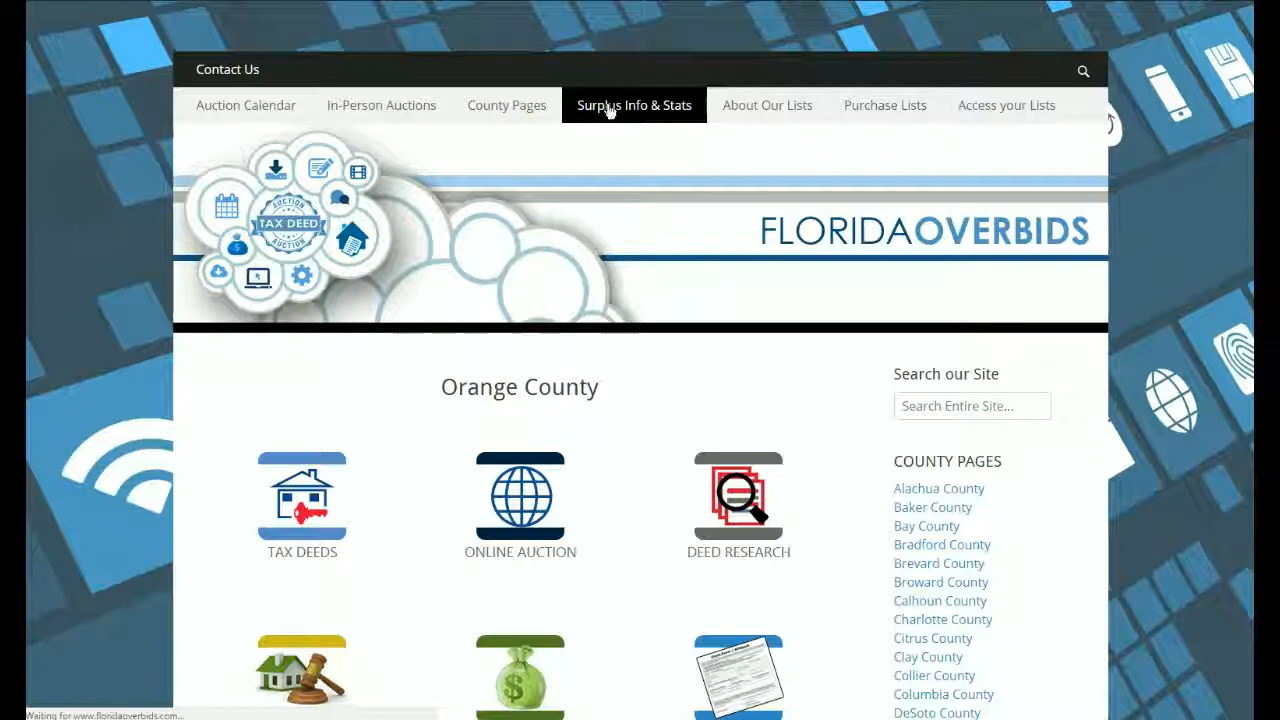 Contact Us
Auction Calendar In-Person Auctions County Pages Surplus Info & Stats About Our Lists Purchase Lists Access your Lists
AUCTION
TAX DEED
AUCTION
FLORIDAOVERBIDS
Orange County
TAX DEEDS
ONLINE AUCTION
DEED RESEARCH
Search our Site
Search Entire Site...
COUNTY PAGES
Alachua County
Baker County
Bay County
Bradford County
Brevard County
Broward County
Calhoun County
Charlotte County
Citrus County
Clay County
Collier County
Columbia County
DeSoto County
Waiting for www.floridaoverbids.com...